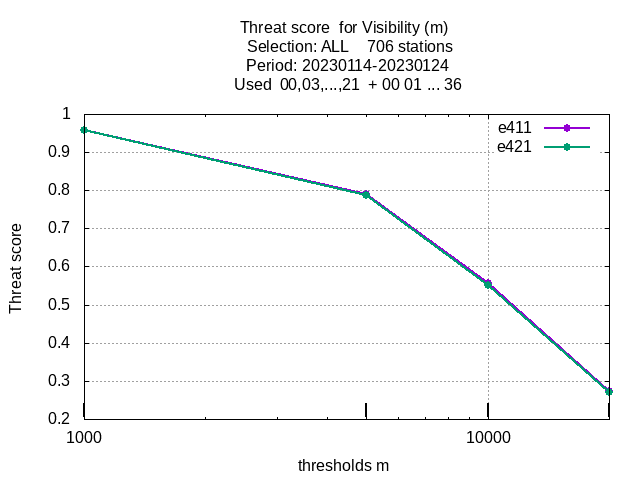 Threat score  for Visibility (m)
Selection: ALL    706 stations
Period: 20230114-20230124
Used  00,03,...,21  + 00 01 ... 36
e411
e421
1
0.9
0.8
0.7
0.6
0.5
0.4
0.3
0.2
Threat score
1000
10000
thresholds m